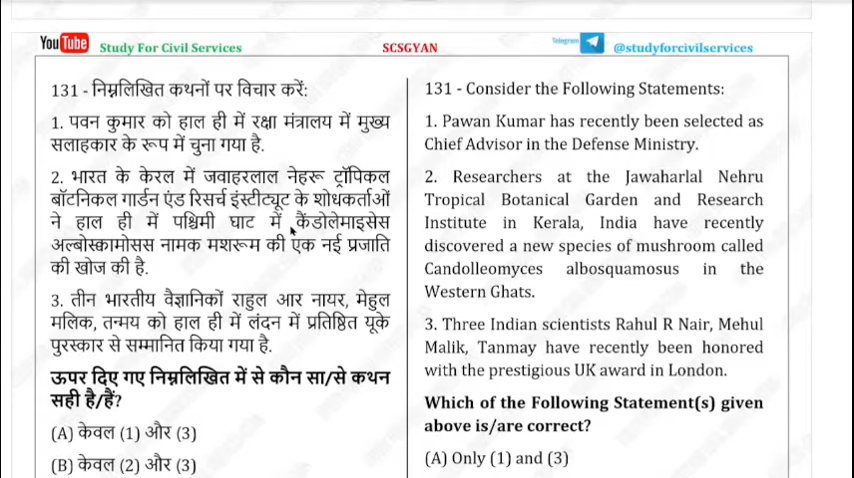 YouTube Study For Civil Services
SCSGYAN
Telegram @studyforcivilservices
131 - निम्नलिखित कथनों पर विचार करें:
1. पवन कुमार को हाल ही में रक्षा मंत्रालय में मुख्य
सलाहकार के रूप में चुना गया है.
2. भारत के केरल में जवाहरलाल नेहरू ट्रॉपिकल
बॉटनिकल गार्डन एंड रिसर्च इंस्टीट्यूट के शोधकर्ताओं
ने हाल ही में पश्चिमी घाट में कैंडोलेमाइसेस
अल्बोस्क्वामोसस नामक मशरूम की एक नई प्रजाति
की खोज की है.
3. तीन भारतीय वैज्ञानिकों राहुल आर नायर, मेहुल
मलिक, तन्मय को हाल ही में लंदन में प्रतिष्ठित यूके
पुरस्कार से सम्मानित किया गया है.
ऊपर दिए गए निम्नलिखित में से कौन सा/से कथन
सही है/हैं?
(A) केवल (1) और (3)
(B) केवल (2) और (3)
131 - Consider the Following Statements:
1. Pawan Kumar has recently been selected as
Chief Advisor in the Defense Ministry.
2. Researchers at the Jawaharlal Nehru
Tropical Botanical Garden and Research
Institute in Kerala, India have recently
discovered a new species of mushroom called
Candolleomyces albosquamosus in the
Western Ghats.
3. Three Indian scientists Rahul R Nair, Mehul
Malik, Tanmay have recently been honored
with the prestigious UK award in London.
Which of the Following Statement(s) given
above is/are correct?
(A) Only (1) and (3)